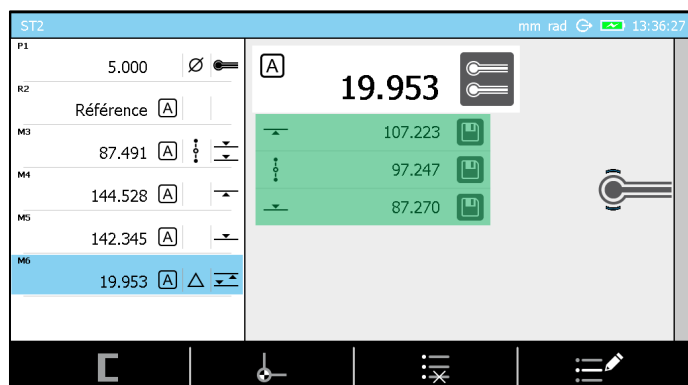 ST2 mm rad 13:36:27
P1
5.000
R2
Référence A
M3
87.491 A
M4
144.528 A
M5
142.345 A
M6
19.953 A
A
19.953
107.223
97.247
87.270